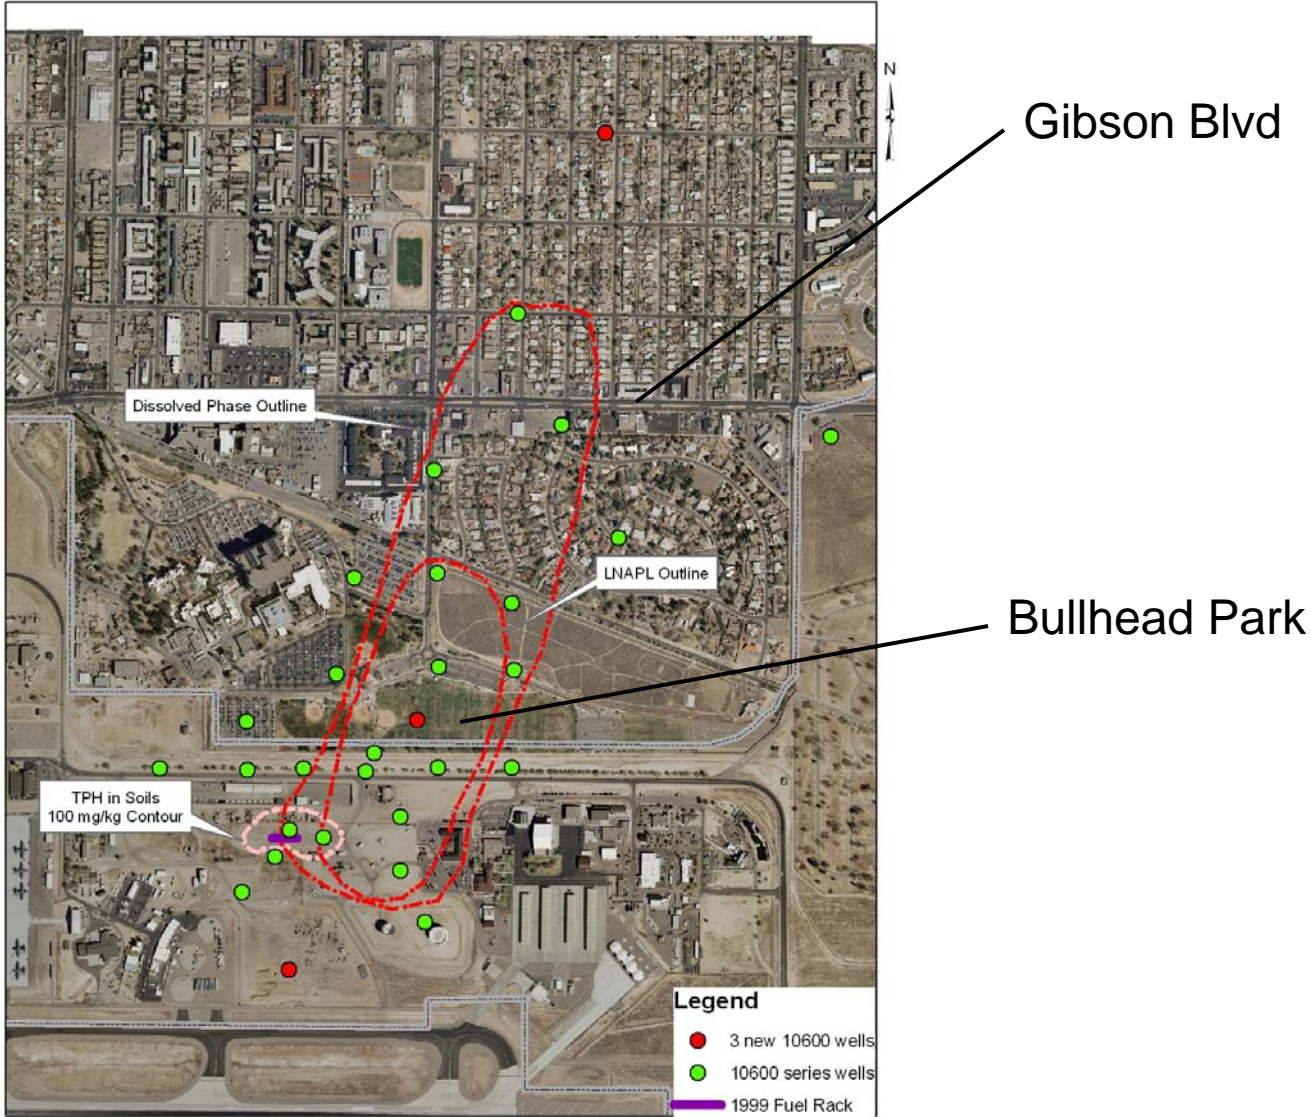 N
Gibson Blvd
Dissolved Phase Outline
LNAPL Outline
Bullhead Park
TPH in Soils
100 mg/kg Contour
Legend
3 new 10600 wells
10600 series wells
1999 Fuel Rack